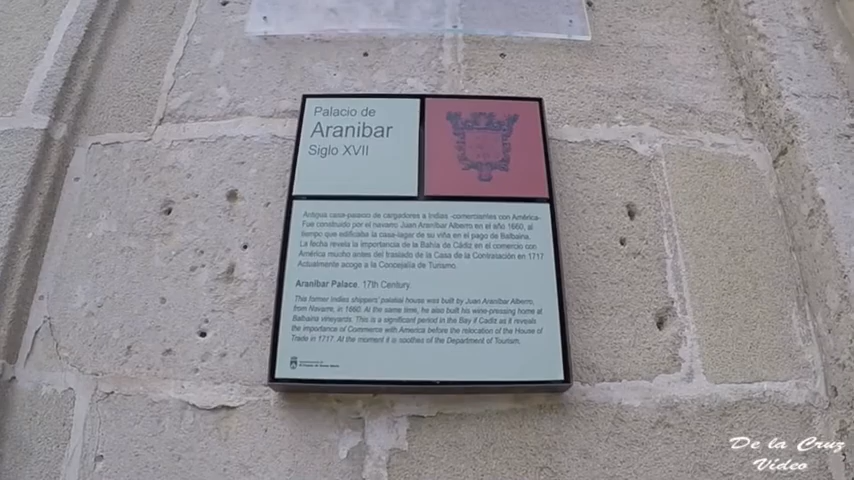 Palacio de
Aranibar
Siglo XVII
Antigua casa-palacio de cargadores a Indias -comerciantes con América-
Fue construido por el navarro Juan Araníbar Alberro en el año 1660, al
tiempo que edificaba la casa-lagar de su viña en el pago de Balbaina.
La fecha revela la importancia de la Bahía de Cádiz en el comercio con
América mucho antes del traslado de la Casa de la Contratación en 1717
Actualmente acoge a la Concejalía de Turismo.
Araníbar Palace. 17th Century.
This former Indies shippers' palatial house was built by Juan Araníbar Alberro,
from Navarre, in 1660. At the same time, he also built his wine-pressing home at
Balbaína vineyards. This is a significant period in the Bay if Cádiz as it reveals
the importance of Commerce with America before the relocation of the House of
Trade in 1717. At the moment it is the of the Department of Tourism.
De la Cruz
Vídeo